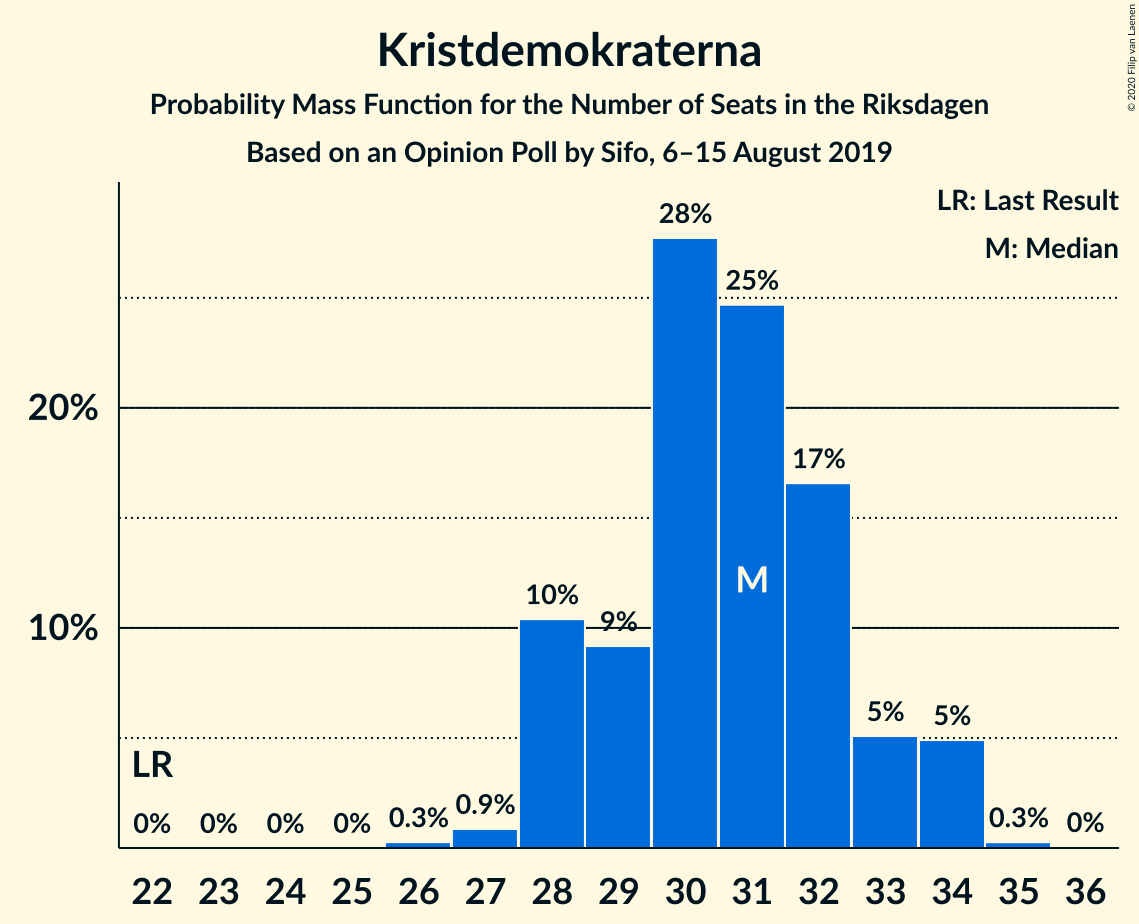 © 2020 Filip van Laenen
Kristdemokraterna
Probability Mass Function for the Number of Seats in the Riksdagen
Based on an Opinion Poll by Sifo, 6–15 August 2019
LR: Last Result
M: Median
28%
25%
20%
17%
M
10%
9%
10%
5%
5%
LR
0%
0%
0%
0%
0.3%
0.9%
0.3%
0%
22 23 24 25 26 27 28 29 30 31 32 33 34 35 36